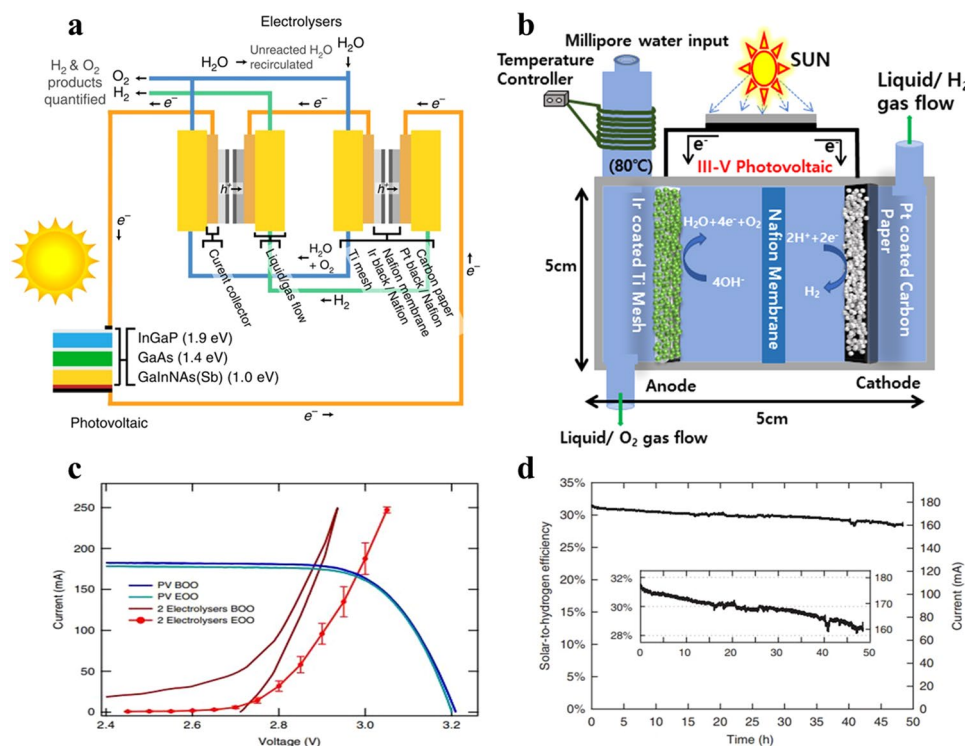 a
Electrolysers
H2O
Unreacted H2O
recirculated
H2O
H2 & O2
products
quantified
O2
H2
e−
e−
e−
h+
h+
e−
e−
H2O
+ O2
H2
Curent collector
Liquid/gas flow
Ti mesh
Ir black / Nafion
Nafion membrane
Pt black / Nafion
Carbon paper
InGaP (1.9 eV)
GaAs (1.4 eV)
GaInNAs(Sb) (1.0 eV)
Photovoltaic
e−
b
Millipore water input
Temperature
Controller
SUN
Liquid/ H2
gas flow
e-
e-
(80℃)
III-V Photovoltaic
5cm
Ir coated Ti Mesh
H2O+4e-+O2
4OH-
Nafion Membrane
2H++2e-
H2
Pt coated Carbon
Paper
Anode
Cathode
5cm
Liquid/ O2 gas flow
c
Current (mA)
250
200
150
100
50
0
PV BOO
PV EOO
2 Electrolysers BOO
2 Electrolysers EOO
2.4
2.6
2.8
3.0
3.2
Voltage (V)
d
Solar-to-hydrogen efficiency
35%
30%
25%
20%
15%
10%
5%
0%
180
160
140
120
100
80
60
40
20
0
Current (mA)
32%
30%
28%
180
170
160
0
10
20
30
40
50
0
5
10
15
20
25
30
35
40
45
50
Time (h)